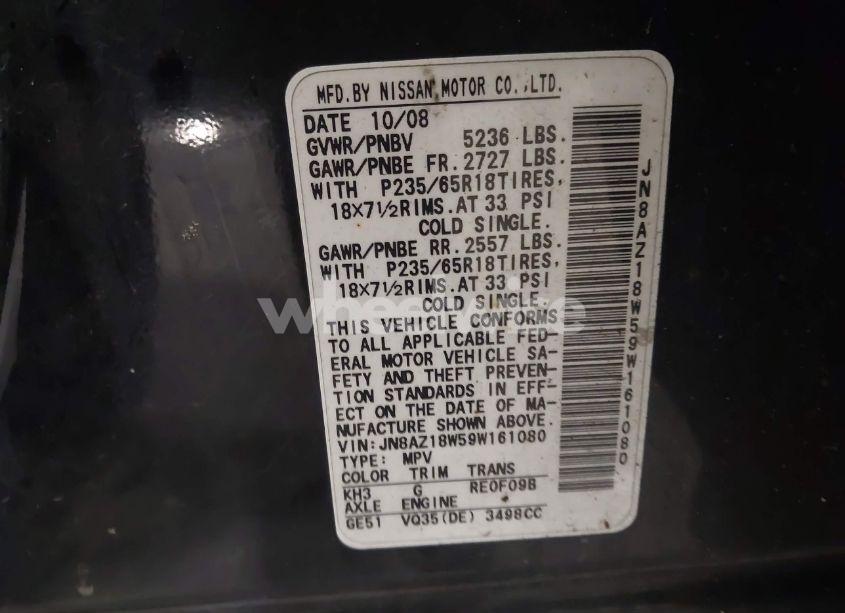 MFD.BY NISSAN MOTOR CO.,LTD.
DATE 10/08
GVWR/PNBV 5236 LBS.
GAWR/PNBE FR. 2727 LBS.
WITH P235/65R18TIRES,
18×7½RIMS.AT 33 PSI
COLD SINGLE.
GAWR/PNBE RR. 2557 LBS.
WITH P235/65R18TIRES,
18×7½RIMS.AT 33 PSI
COLD SINGLE.
THIS VEHICLE CONFORMS
TO ALL APPLICABLE FED-
ERAL MOTOR VEHICLE SA-
FETY AND THEFT PREVEN-
TION STANDARDS IN EFF-
ECT ON THE DATE OF MA-
NUFACTURE SHOWN ABOVE.
VIN:JN8AZ18W59W161080
TYPE: MPV
COLOR TRIM TRANS
KH3 G RE0F09B
AXLE ENGINE
GE51 VQ35(DE) 3498CC
JN8AZ18W59W161080